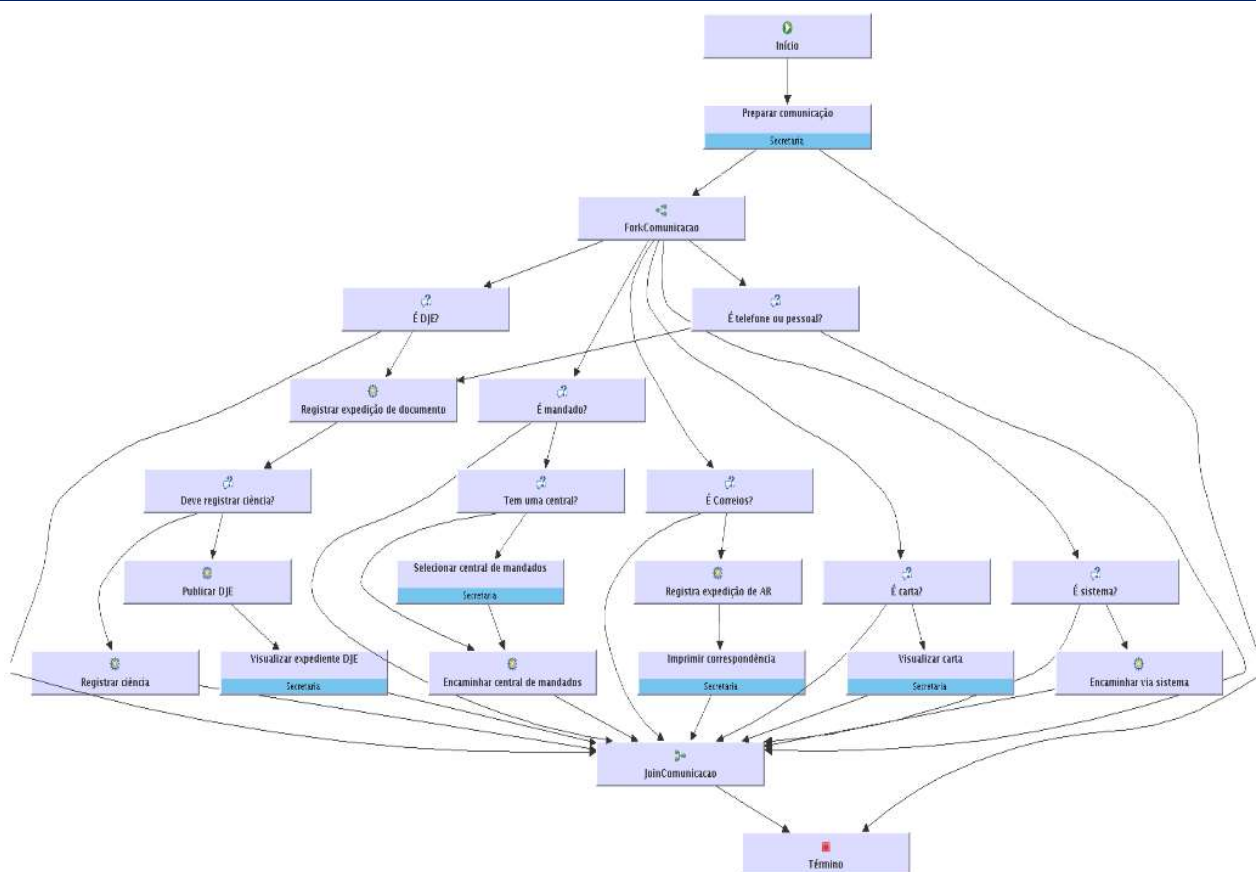 Início
Preparar comunicação
Secretaria
ForkComunicacao
É DJE?
É telefone ou pessoal?
Registrar expedição de documento
É mandado?
Deve registrar ciência?
Tem uma central?
É Correios?
Publicar DJE
Selecionar central de mandados
Secretaria
Registra expedição de AR
É carta?
É sistema?
Registrar ciência
Visualizar expediente DJE
Secretaria
Encaminhar central de mandados
Imprimir correspondência
Secretaria
Visualizar carta
Secretaria
Encaminhar via sistema
JoinComunicacao
Término